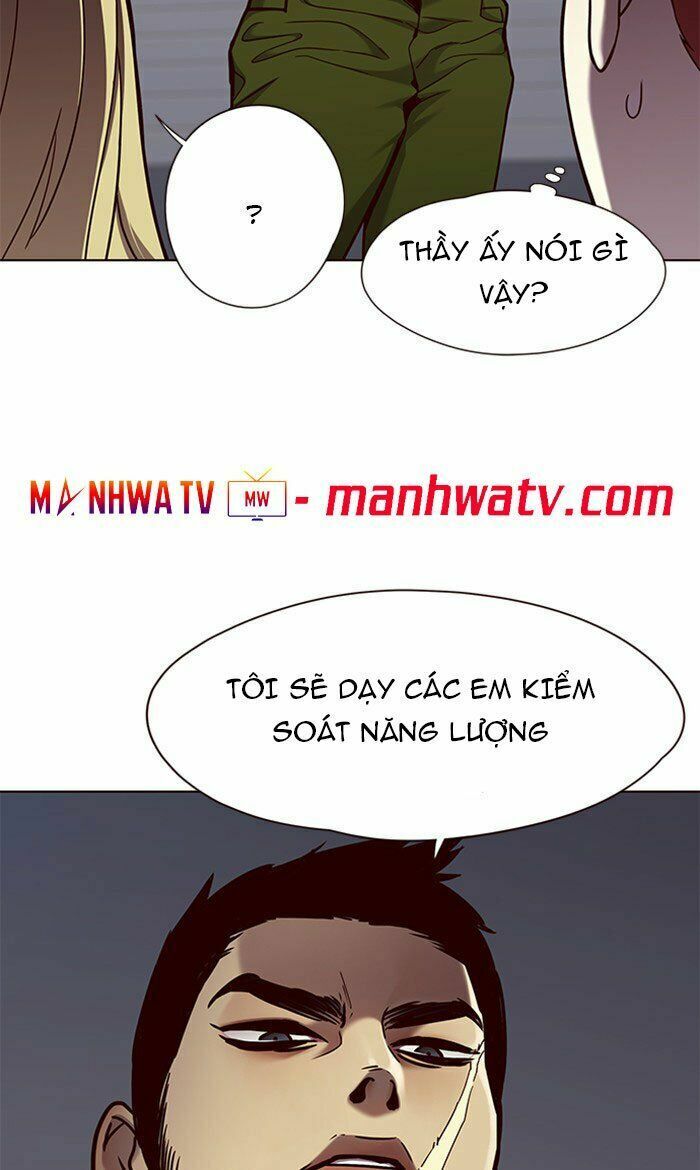 ?
THẦY ẤY NÓI GÌ
VẬY?
MANHWA TV MW - manhwatv.com
TÔI SẼ DẠY CÁC EM KIỂM
SOÁT NĂNG LƯỢNG